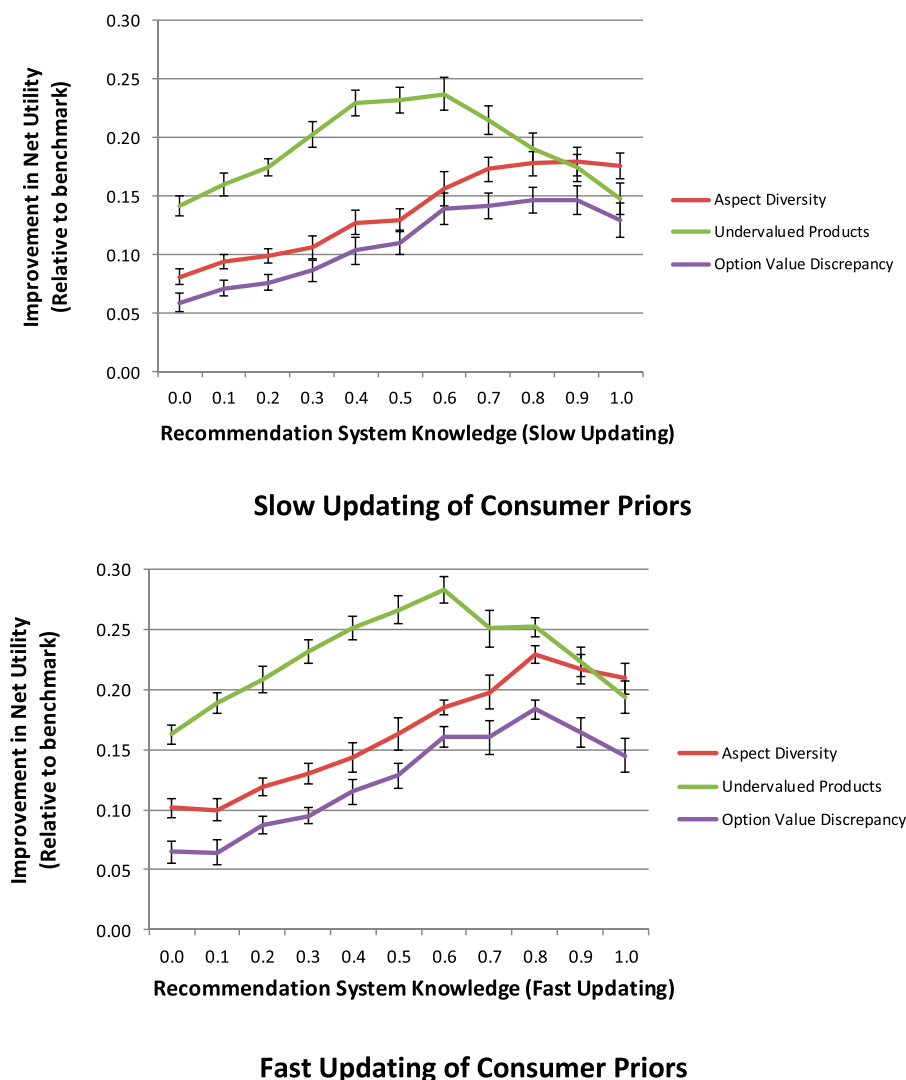 0.30
0.25
0.20
0.15
0.10
0.05
0.00
Improvement in Net Utility
(Relative to benchmark)
0.0 0.1 0.2 0.3 0.4 0.5 0.6 0.7 0.8 0.9 1.0
Recommendation System Knowledge (Slow Updating)
Aspect Diversity
Undervalued Products
Option Value Discrepancy
Slow Updating of Consumer Priors
0.30
0.25
0.20
0.15
0.10
0.05
0.00
Improvement in Net Utility
(Relative to benchmark)
0.0 0.1 0.2 0.3 0.4 0.5 0.6 0.7 0.8 0.9 1.0
Recommendation System Knowledge (Fast Updating)
Aspect Diversity
Undervalued Products
Option Value Discrepancy
Fast Updating of Consumer Priors